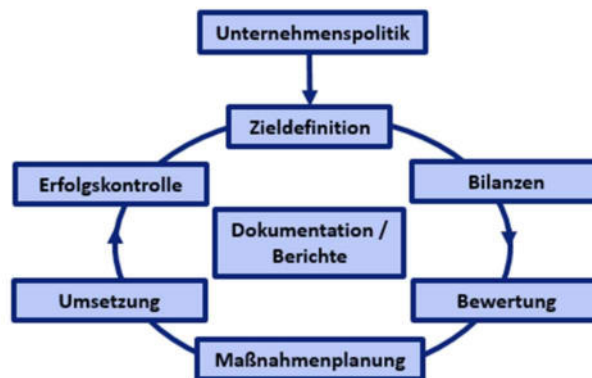 Unternehmenspolitik
Zieldefinition
Erfolgskontrolle
Bilanzen
Dokumentation /
Berichte
Umsetzung
Bewertung
Maßnahmenplanung